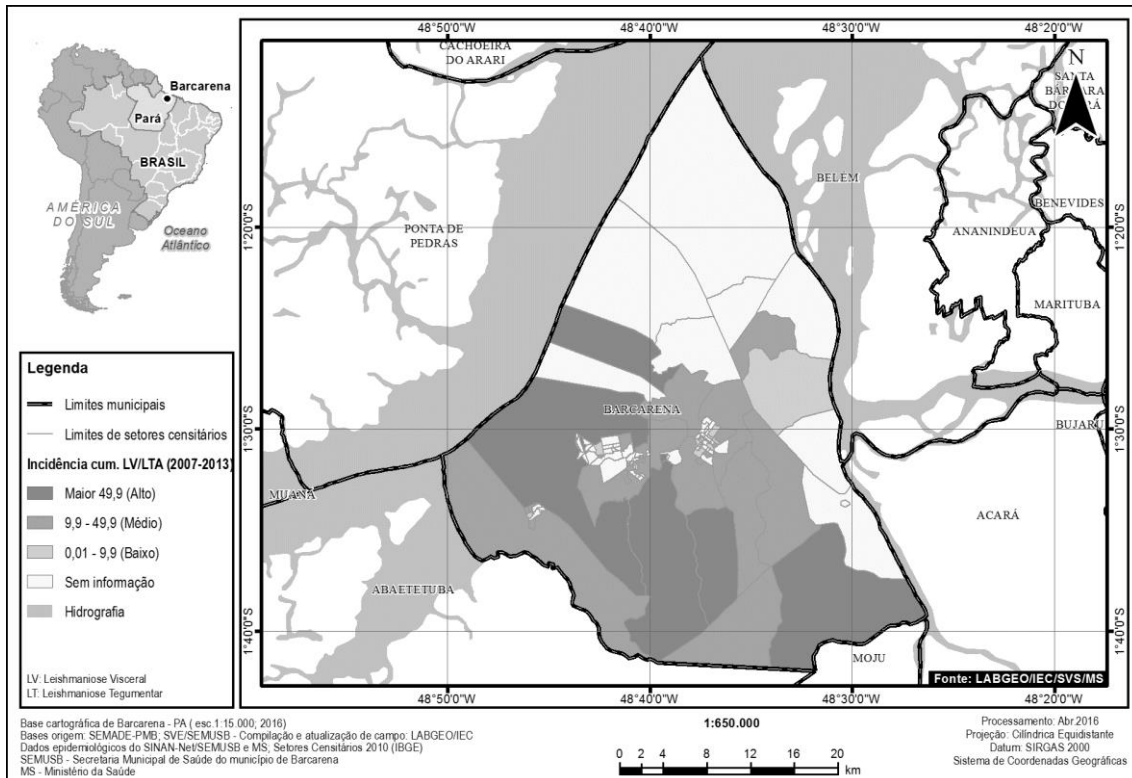 Barcarena
Pará
BRASIL
AMÉRICA
DO SUL
Oceano
Atlântico
Legenda
Limites municipais
Limites de setores censitários
Incidência cum. LV/LTA (2007-2013)
Maior 49,9 (Alto)
9,9 - 49,9 (Médio)
0,01 - 9,9 (Baixo)
Sem informação
Hidrografia
LV: Leishmaniose Visceral
LT: Leishmaniose Tegumentar
48°50'0"W
48°40'0"W
48°30'0"W
48°20'0"W
CACHOEIRA
DO ARARI
N
SANTA
BÁRBARA
DO PARÁ
BELÉM
BENEVIDES
PONTA DE
PEDRAS
ANANINDEUA
MARITUBA
BARCARENA
BUJARU
MUANÁ
ACARÁ
ABAETETUBA
MOJU
1°20'0"S
1°30'0"S
1°40'0"S
1°20'0"S
1°30'0"S
1°40'0"S
Fonte: LABGEO/IEC/SVS/MS
48°50'0"W
48°40'0"W
48°30'0"W
48°20'0"W
Base cartográfica de Barcarena - PA ( esc.1:15.000; 2016)
Bases origem: SEMADE-PMB; SVE/SEMUSB - Compilação e atualização de campo: LABGEO/IEC
Dados epidemiológicos do SINAN-Net/SEMUSB e MS; Setores Censitários 2010 (IBGE)
SEMUSB - Secretaria Municipal de Saúde do município de Barcarena
MS - Ministério da Saúde
1:650.000
0 2 4 8 12 16 20
km
Processamento: Abr.2016
Projeção: Cilíndrica Equidistante
Datum: SIRGAS 2000
Sistema de Coordenadas Geográficas